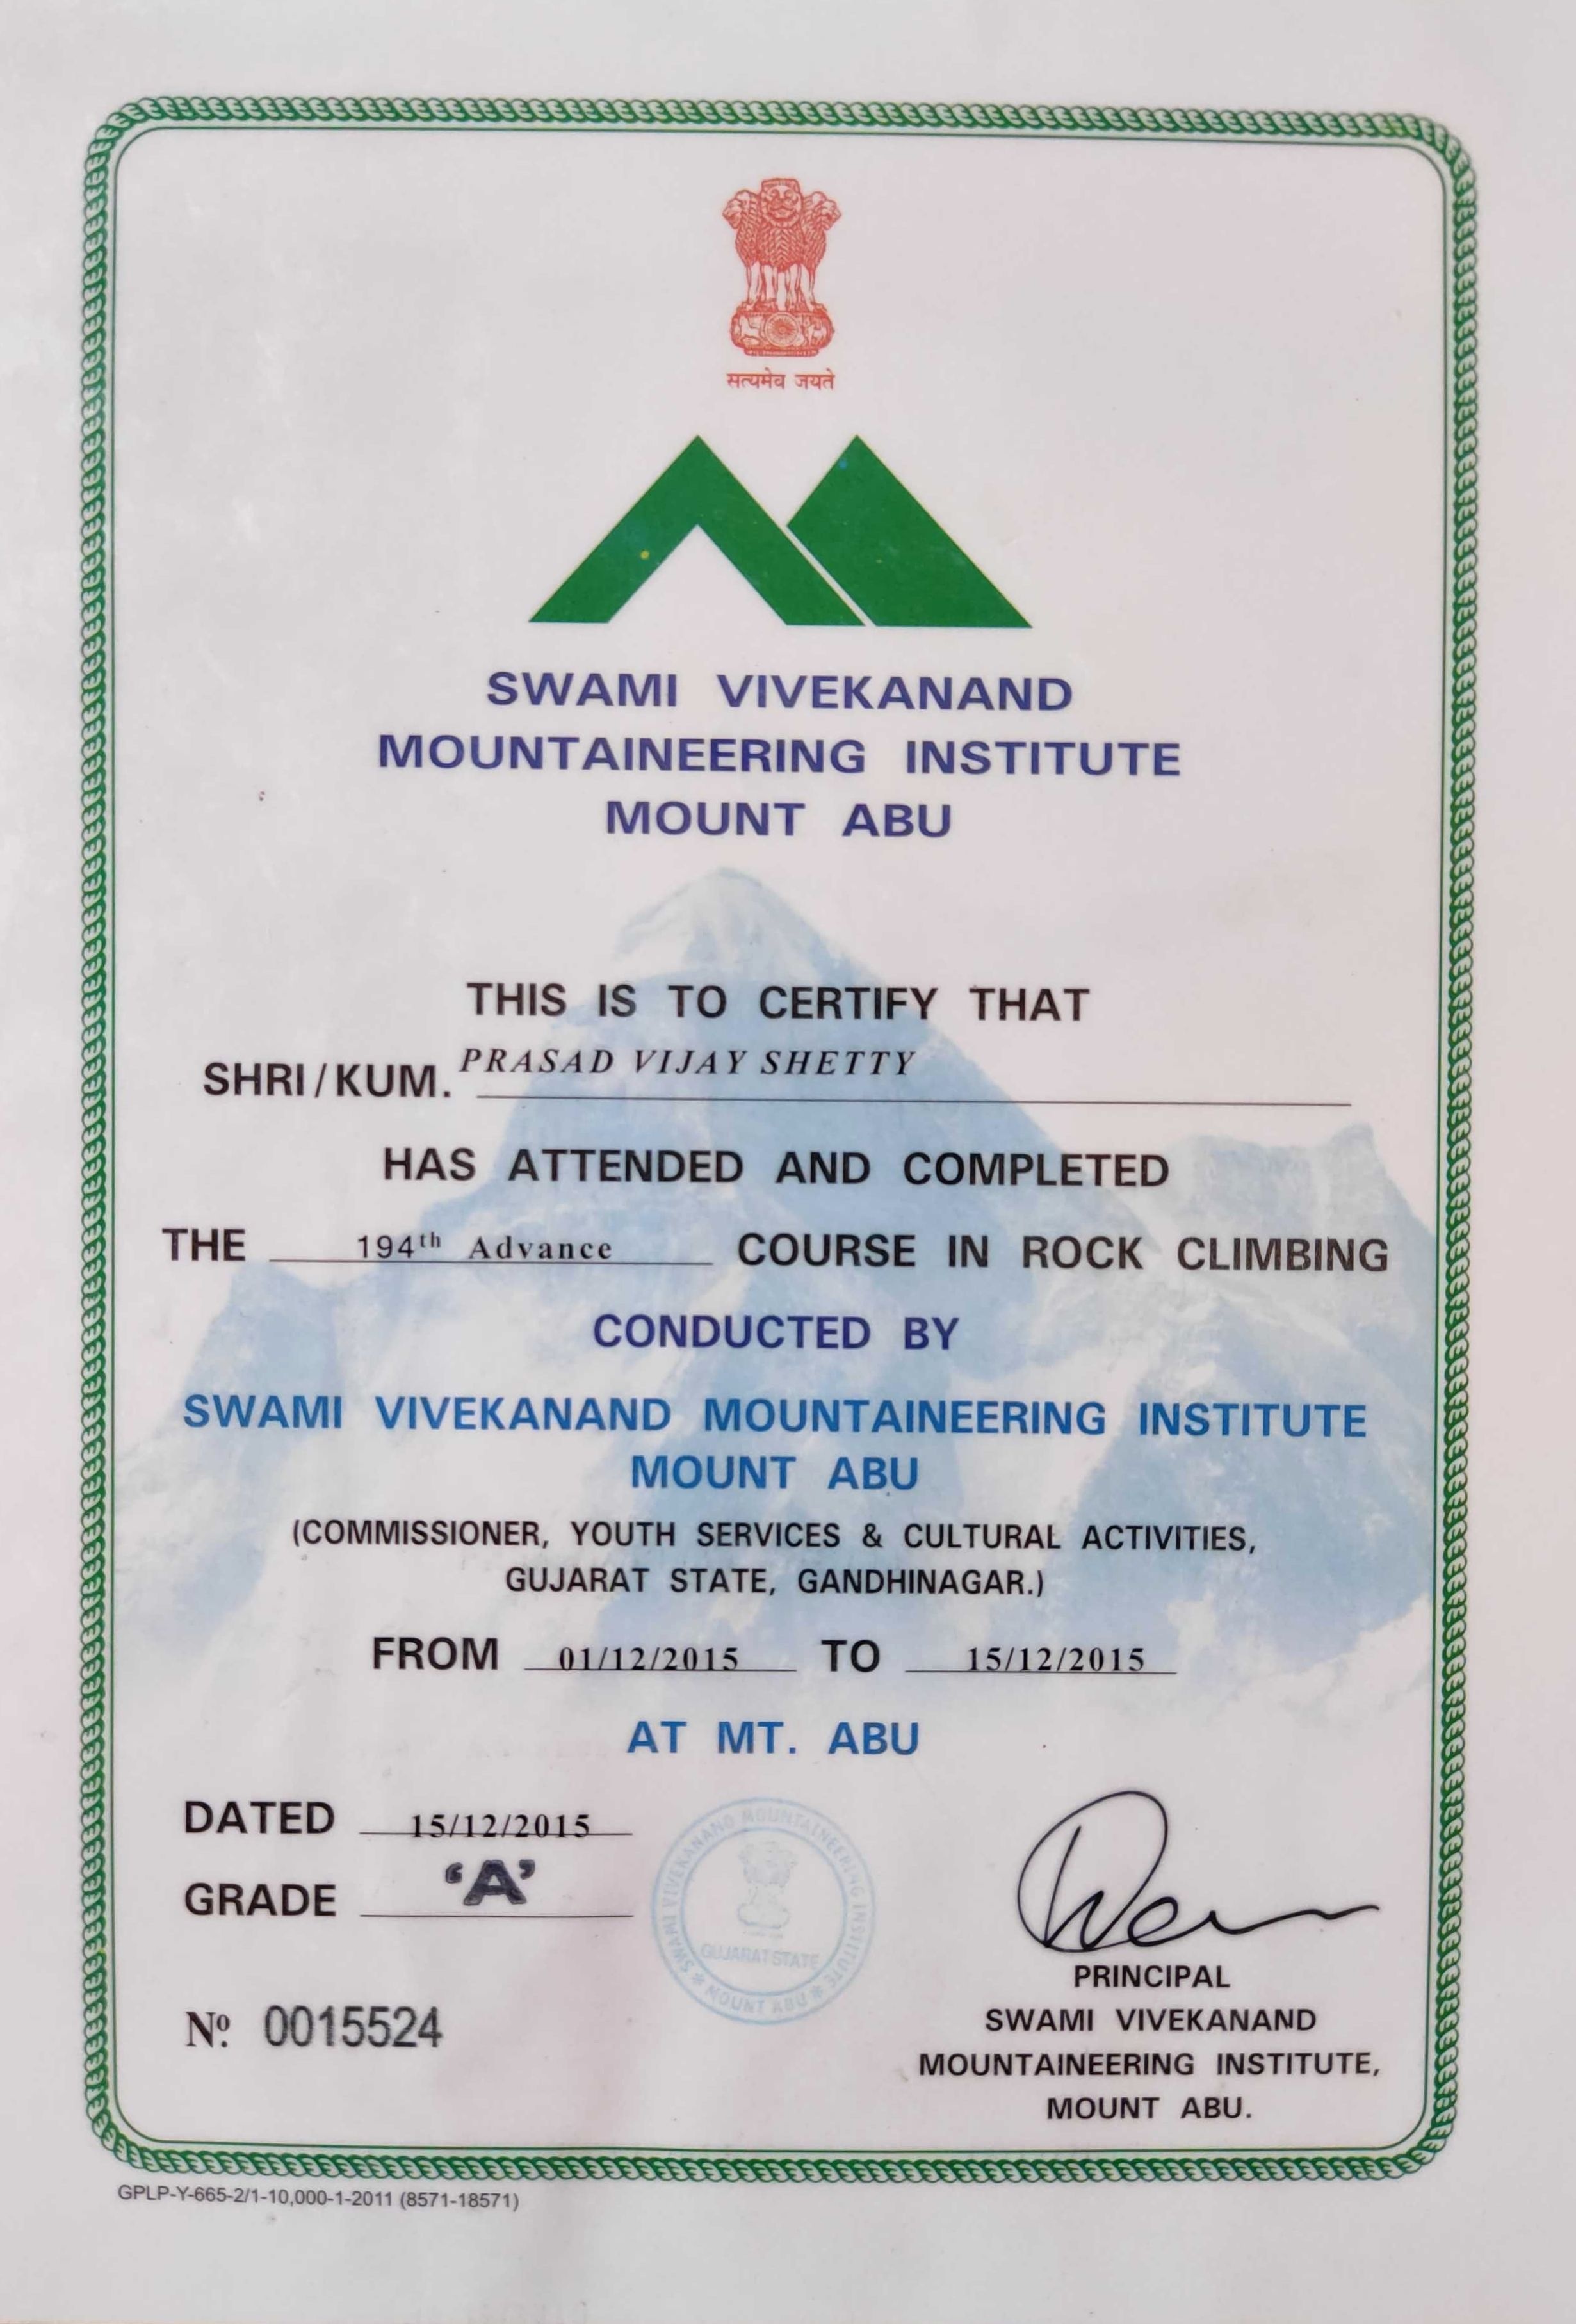 सत्यमेव जयते
SWAMI VIVEKANAND
MOUNTAINEERING INSTITUTE
MOUNT ABU
THIS IS TO CERTIFY THAT
SHRI/KUM. PRASAD VIJAY SHETTY
HAS ATTENDED AND COMPLETED
THE 194th Advance COURSE IN ROCK CLIMBING
CONDUCTED BY
SWAMI VIVEKANAND MOUNTAINEERING INSTITUTE
MOUNT ABU
(COMMISSIONER, YOUTH SERVICES & CULTURAL ACTIVITIES,
GUJARAT STATE, GANDHINAGAR.)
FROM 01/12/2015 TO 15/12/2015
AT MT. ABU
DATED 15/12/2015
GRADE 'A'
SWAMI VIVEKANAND MOUNTAINEERING INSTITUTE
GUJARAT STATE
* MOUNT ABU *
Nº. 0015524
PRINCIPAL
SWAMI VIVEKANAND
MOUNTAINEERING INSTITUTE,
MOUNT ABU.
GPLP-Y-665-2/1-10,000-1-2011 (8571-18571)